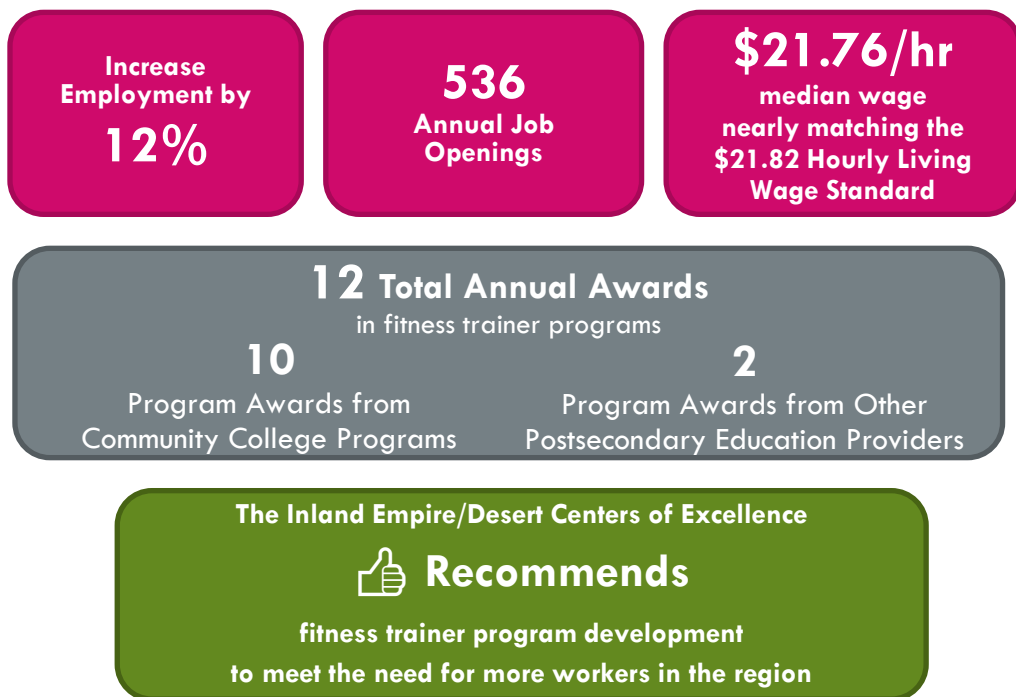 Increase
Employment by
12%
536
Annual Job
Openings
$21.76/hr
median wage
nearly matching the
$21.82 Hourly Living
Wage Standard
12 Total Annual Awards
in fitness trainer programs
10
Program Awards from
Community College Programs
2
Program Awards from Other
Postsecondary Education Providers
The Inland Empire/Desert Centers of Excellence
Recommends
fitness trainer program development
to meet the need for more workers in the region